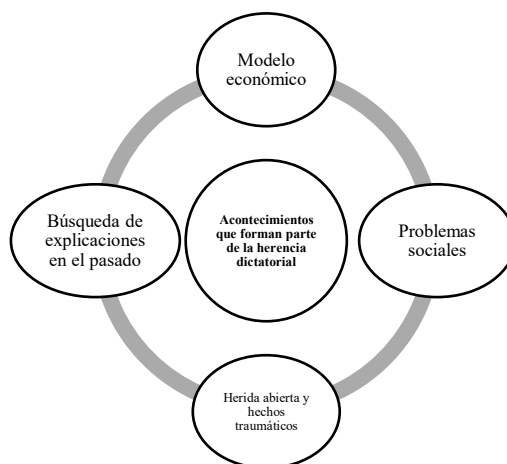 Modelo
económico
Búsqueda de
explicaciones
en el pasado
Acontecimientos
que forman parte
de la herencia
dictatorial
Problemas
sociales
Herida abierta y
hechos
traumáticos